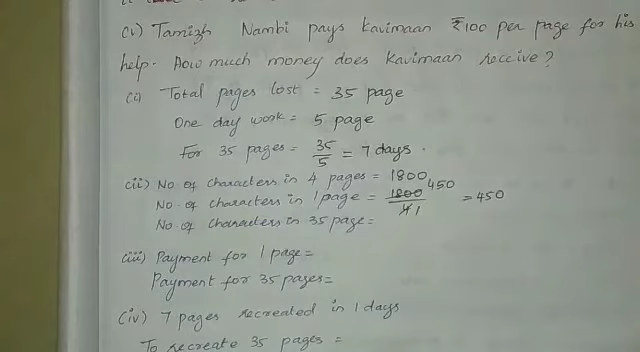 (v) Tamizh Nambi pays Kavimaan ₹100 per page for his
help. How much money does Kavimaan receive?
(i) Total pages lost = 35 page
One day work = 5 page
For 35 pages = 35/5 = 7 days.
(ii) No of characters in 4 pages = 1800
No. of characters in 1 page = 1800/4 450 1 = 450
No. of characters in 35 page =
(iii) Payment for 1 page =
Payment for 35 pages =
(iv) 7 pages recreated in 1 days
To recreate 35 pages =